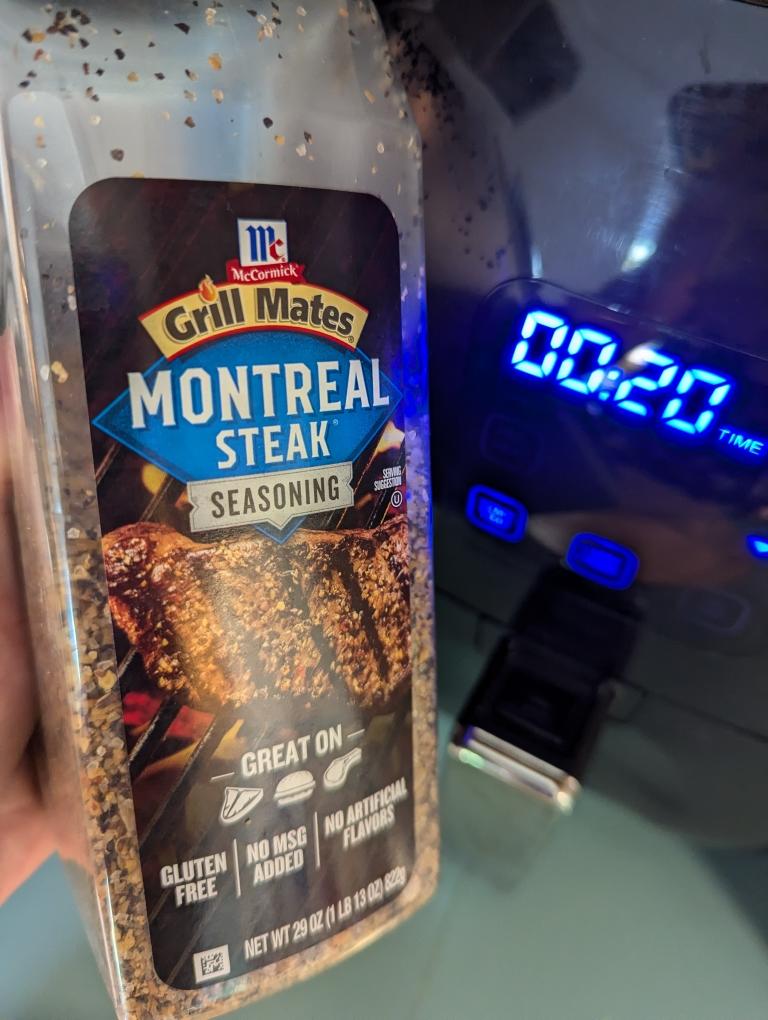 Mc
McCormick®
Grill Mates®
MONTREAL
STEAK®
SEASONING
SERVING
SUGGESTION
U
GREAT ON
GLUTEN
FREE
NO MSG
ADDED
NO ARTIFICIAL
FLAVORS
NET WT 29 OZ (1 LB 13 OZ) 822g
00:20
TIME